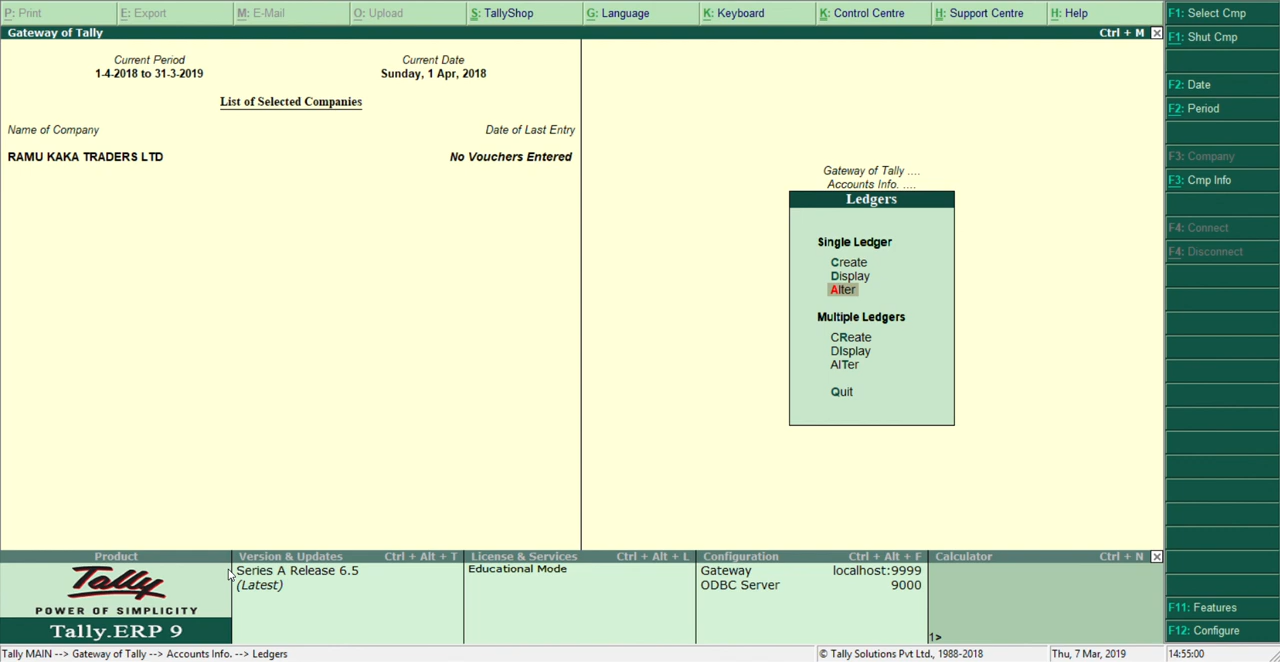 P: Print
E: Export
M: E-Mail
O: Upload
S: TallyShop
G: Language
K: Keyboard
K: Control Centre
H: Support Centre
H: Help
F1: Select Cmp
F1: Shut Cmp
F2: Date
F2: Period
F3: Company
F3: Cmp Info
F4: Connect
F4: Disconnect
F11: Features
F12: Configure
Gateway of Tally
Ctrl + M
Current Period
1-4-2018 to 31-3-2019
Current Date
Sunday, 1 Apr, 2018
List of Selected Companies
Name of Company
Date of Last Entry
RAMU KAKA TRADERS LTD
No Vouchers Entered
Gateway of Tally ....
Accounts Info. ....
Ledgers
Single Ledger
Create
Display
Alter
Multiple Ledgers
CReate
DIsplay
AlTer
Quit
Product
Tally
POWER OF SIMPLICITY
Tally.ERP 9
Version & Updates Ctrl + Alt + T
Series A Release 6.5
(Latest)
License & Services Ctrl + Alt + L
Educational Mode
Configuration Ctrl + Alt + F
Gateway localhost:9999
ODBC Server 9000
Calculator Ctrl + N
1>
Tally MAIN --> Gateway of Tally --> Accounts Info. --> Ledgers
© Tally Solutions Pvt Ltd., 1988-2018
Thu, 7 Mar, 2019
14:55:00